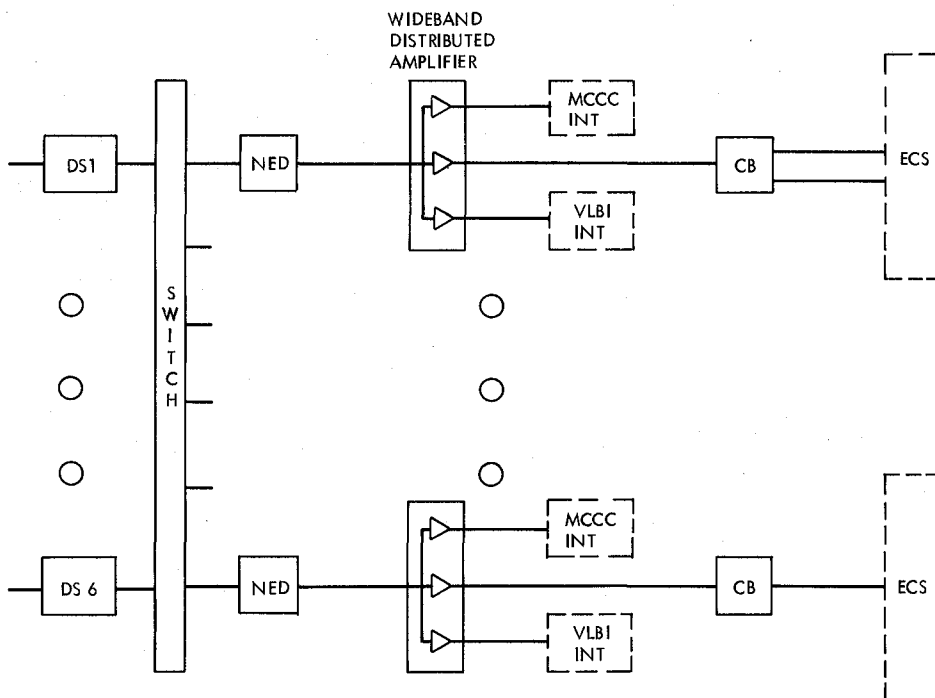 WIDEBAND
DISTRIBUTED
AMPLIFIER
MCCC
INT
DS1
NED
CB
ECS
VLBI
INT
SWITCH
MCCC
INT
DS 6
NED
CB
ECS
VLBI
INT